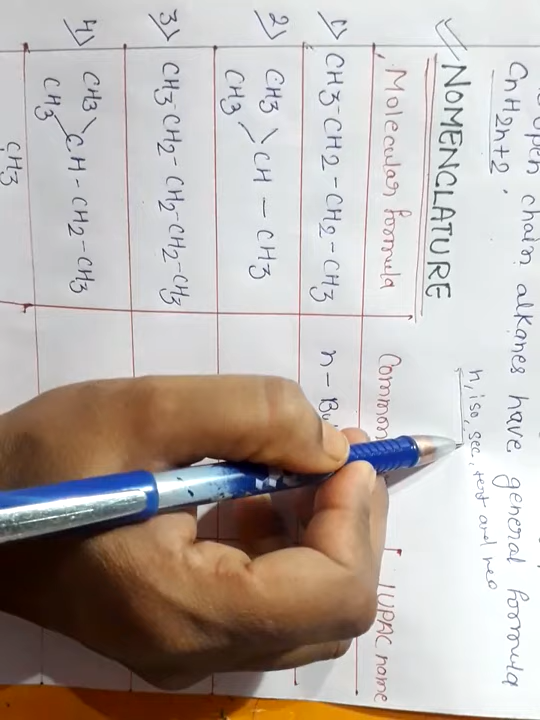 open chain alkanes have general formula
CnH2n+2.
n, iso, sec, tert and neo
NOMENCLATURE
Molecular formula Common IUPAC name
1) CH3-CH2-CH2-CH3 n-Bu
2) CH3
CH3 > CH - CH3
3) CH3-CH2-CH2-CH2-CH3
4) CH3
CH3 > CH - CH2-CH3
CH3